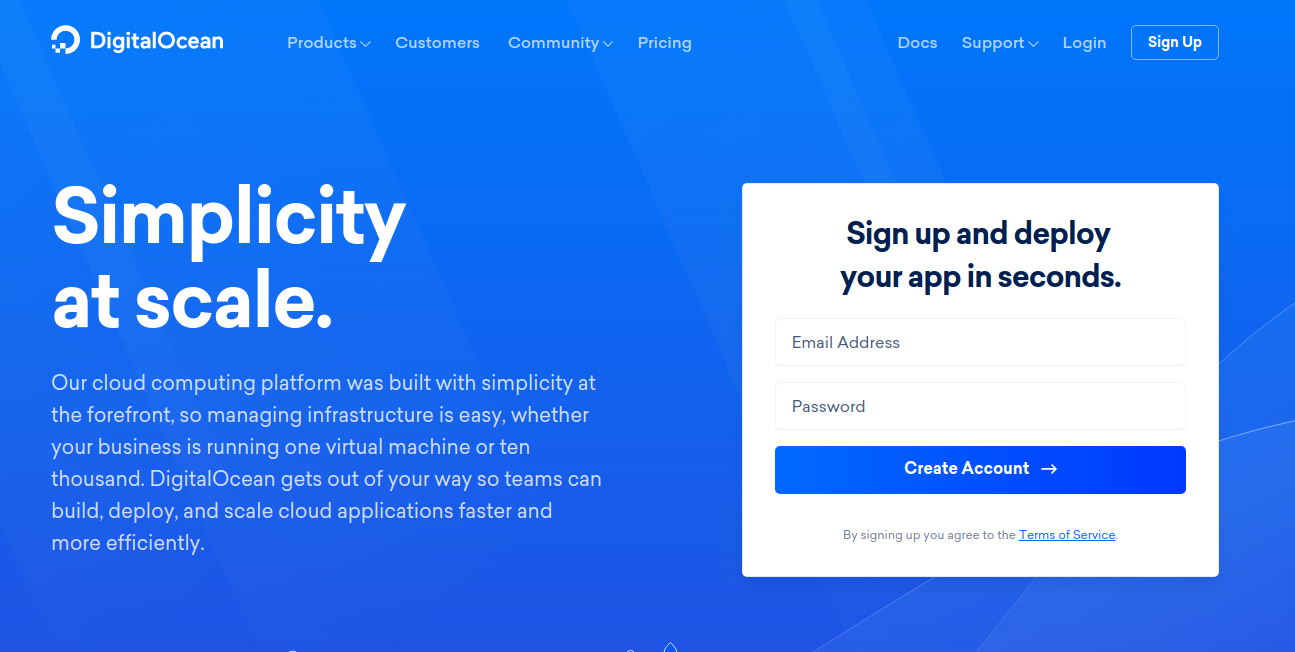 DigitalOcean
Products
Customers
Community
Pricing
Docs
Support
Login
Sign Up
Simplicity
at scale.
Our cloud computing platform was built with simplicity at
the forefront, so managing infrastructure is easy, whether
your business is running one virtual machine or ten
thousand. DigitalOcean gets out of your way so teams can
build, deploy, and scale cloud applications faster and
more efficiently.
Sign up and deploy
your app in seconds.
Email Address
Password
Create Account →
By signing up you agree to the Terms of Service.